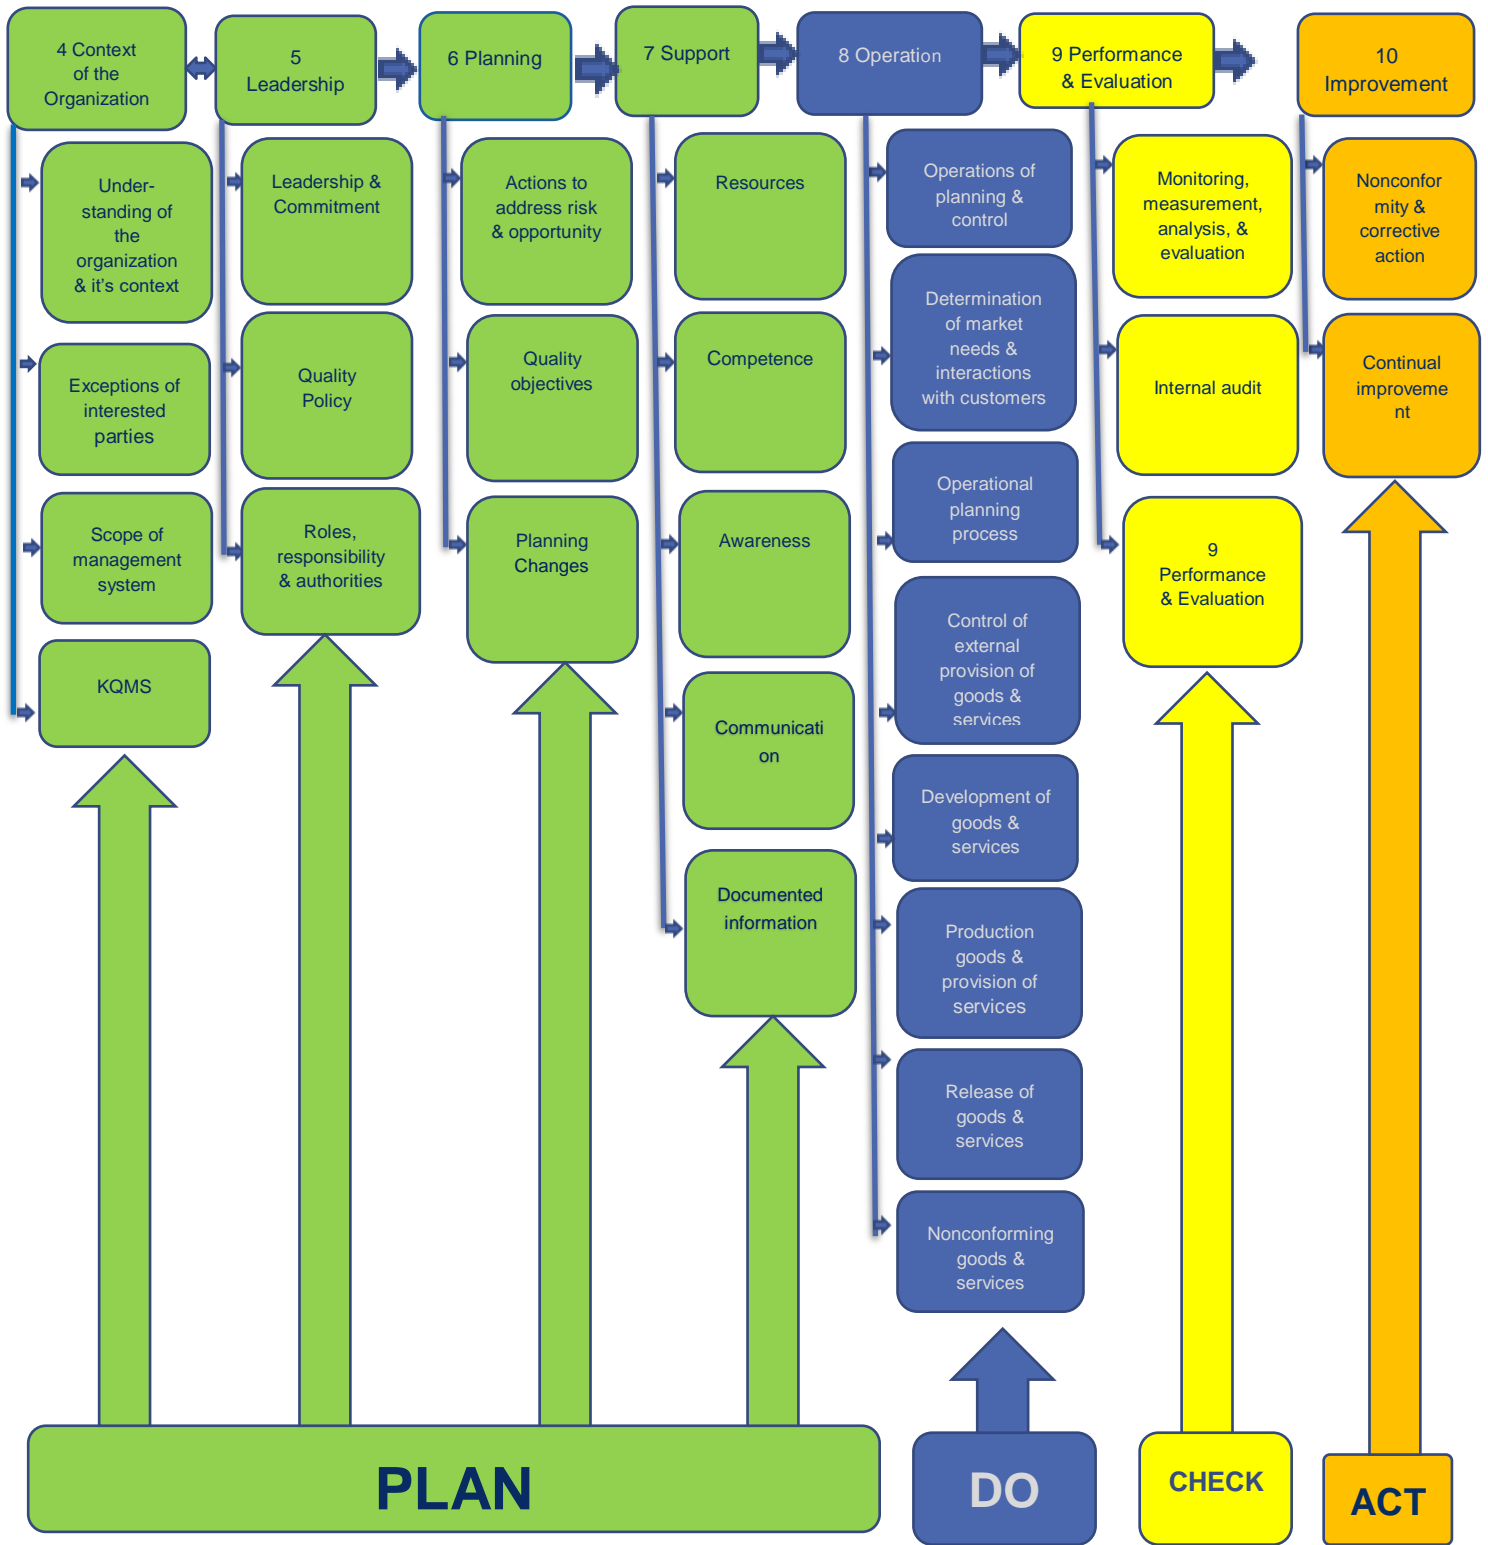 4 Context
of the
Organization
5
Leadership
6 Planning
7 Support
8 Operation
9 Performance
& Evaluation
10
Improvement
Under-
standing of
the
organization
& it's context
Exceptions of
interested
parties
Scope of
management
system
KQMS
Leadership &
Commitment
Quality
Policy
Roles,
responsibility
& authorities
Actions to
address risk
& opportunity
Quality
objectives
Planning
Changes
Resources
Competence
Awareness
Communicati
on
Documented
information
Operations of
planning &
control
Determination
of market
needs &
interactions
with customers
Operational
planning
process
Control of
external
provision of
goods &
services
Development of
goods &
services
Production
goods &
provision of
services
Release of
goods &
services
Nonconforming
goods &
services
Monitoring,
measurement,
analysis, &
evaluation
Internal audit
9
Performance
& Evaluation
Nonconfor
mity &
corrective
action
Continual
improveme
nt
PLAN
DO
CHECK
ACT